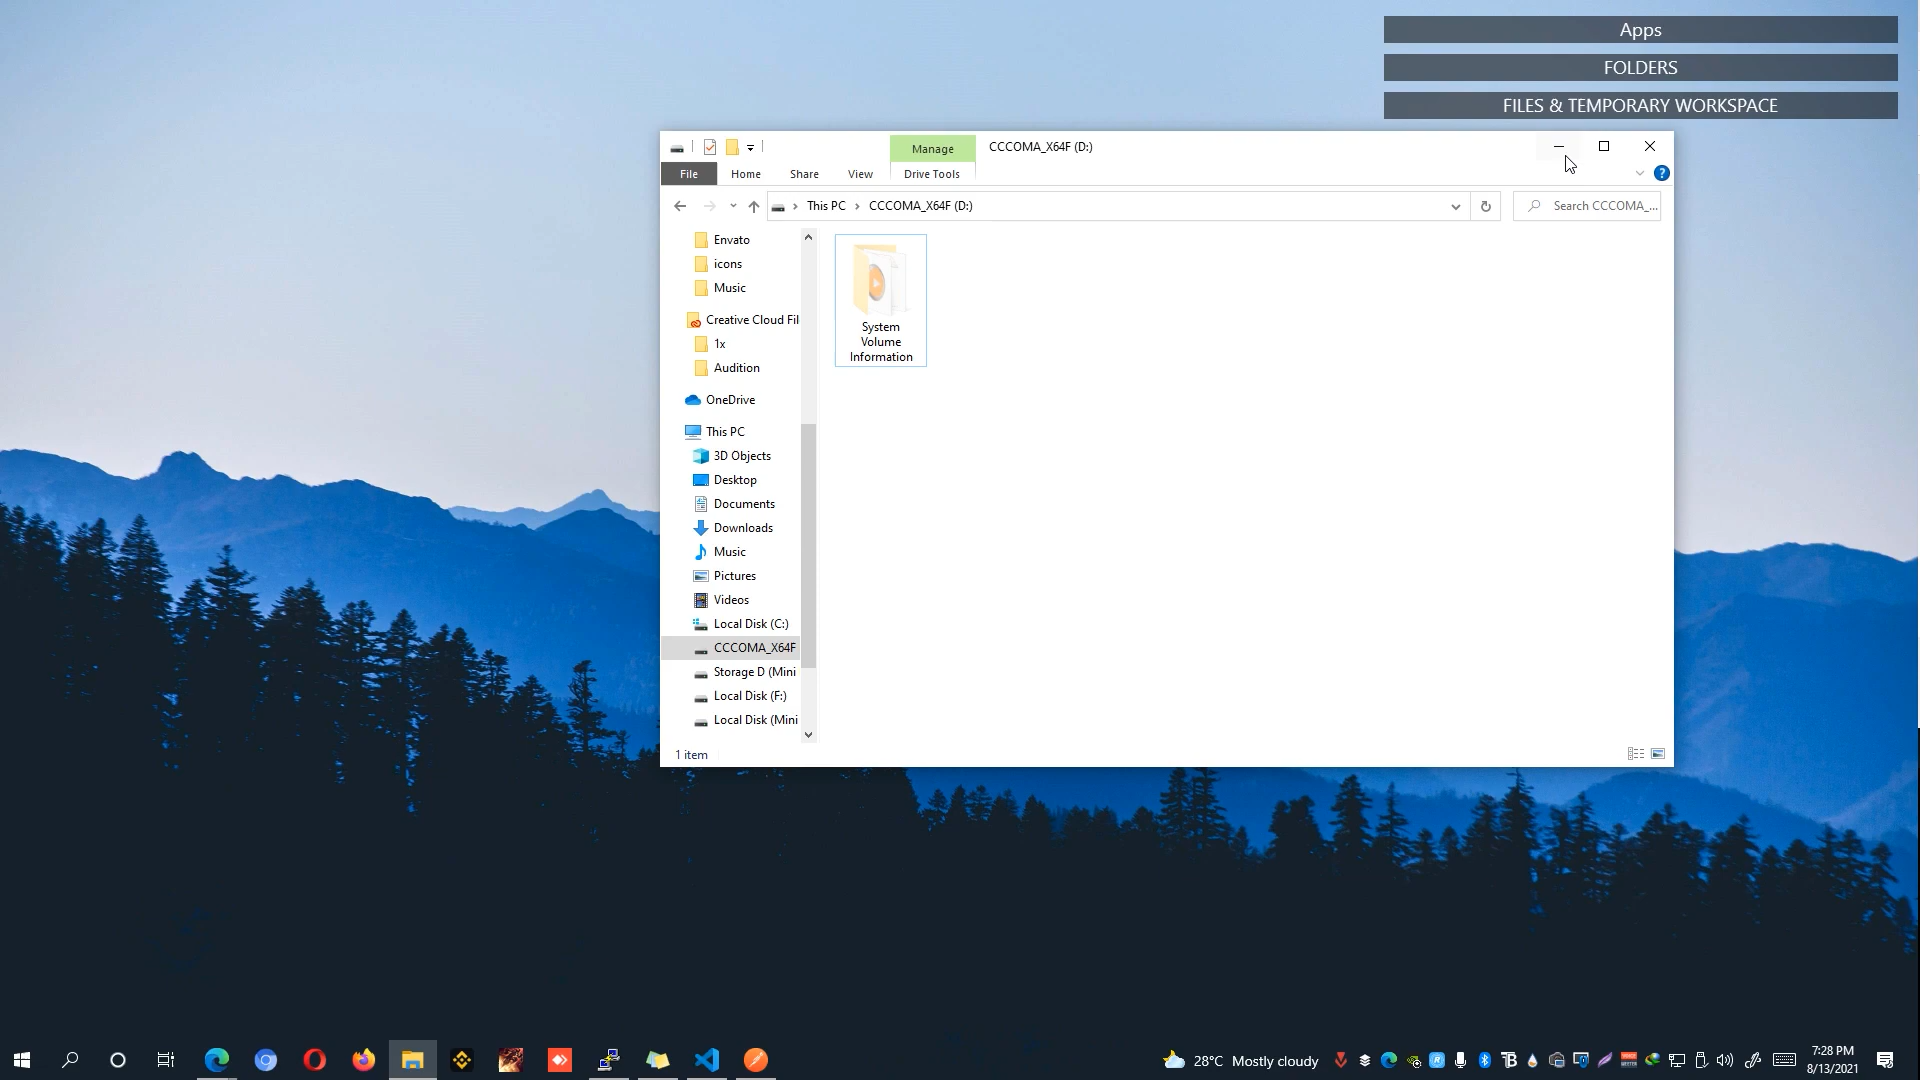 Apps
FOLDERS
FILES & TEMPORARY WORKSPACE
Manage
CCCOMA_X64F (D:)
File
Home
Share
View
Drive Tools
This PC
CCCOMA_X64F (D:)
Search CCCOMA_...
Envato
icons
Music
Creative Cloud Fil
1x
Audition
OneDrive
This PC
3D Objects
Desktop
Documents
Downloads
Music
Pictures
Videos
Local Disk (C:)
CCCOMA_X64F
Storage D (Mini
Local Disk (F:)
Local Disk (Mini
System
Volume
Information
1 item
28°C Mostly cloudy
7:28 PM
8/13/2021